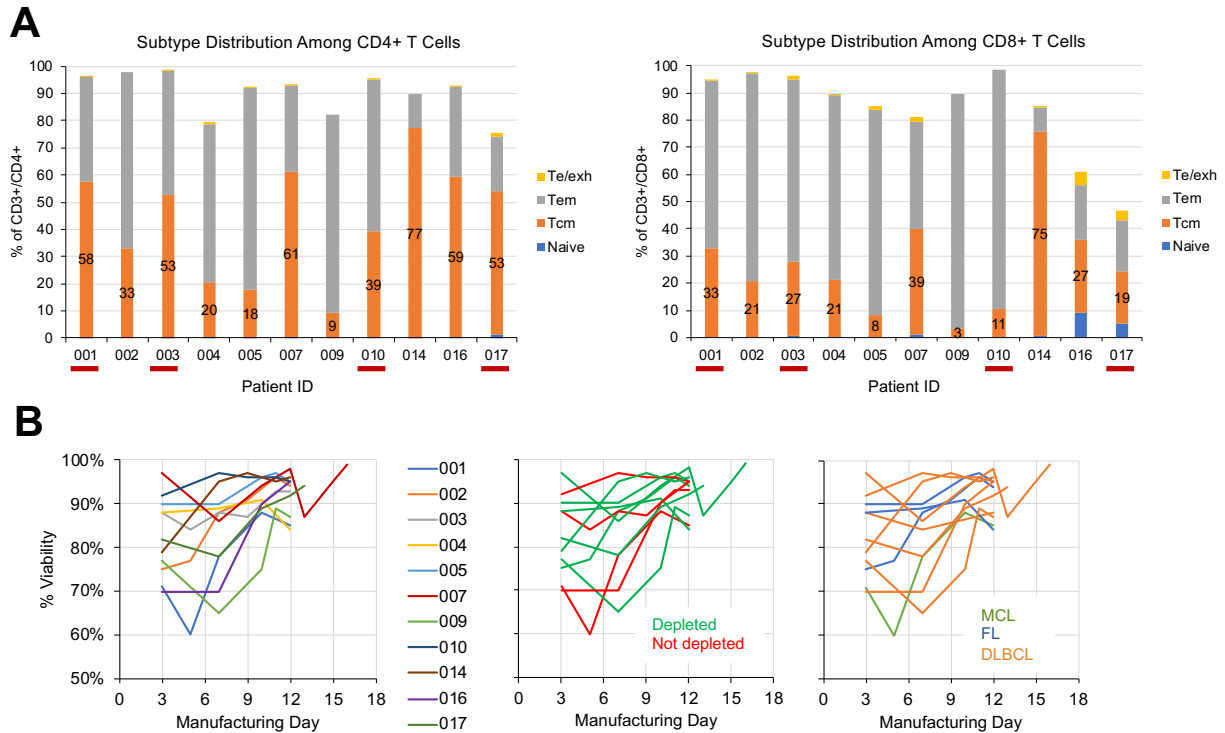 A
Subtype Distribution Among CD4+ T Cells
% of CD3+/CD4+
100
90
80
70
60
50
40
30
20
10
0
58
33
53
20
18
61
9
39
77
59
53
001 002 003 004 005 007 009 010 014 016 017
Patient ID
Te/exh
Tem
Tcm
Naive
Subtype Distribution Among CD8+ T Cells
% of CD3+/CD8+
100
90
80
70
60
50
40
30
20
10
0
33
21
27
21
8
39
3
11
75
27
19
001 002 003 004 005 007 009 010 014 016 017
Patient ID
Te/exh
Tem
Tcm
Naive
B
% Viability
100%
90%
80%
70%
60%
50%
0 3 6 9 12 15 18
Manufacturing Day
001
002
003
004
005
007
009
010
014
016
017
Depleted
Not depleted
0 3 6 9 12 15 18
Manufacturing Day
MCL
FL
DLBCL
0 3 6 9 12 15 18
Manufacturing Day